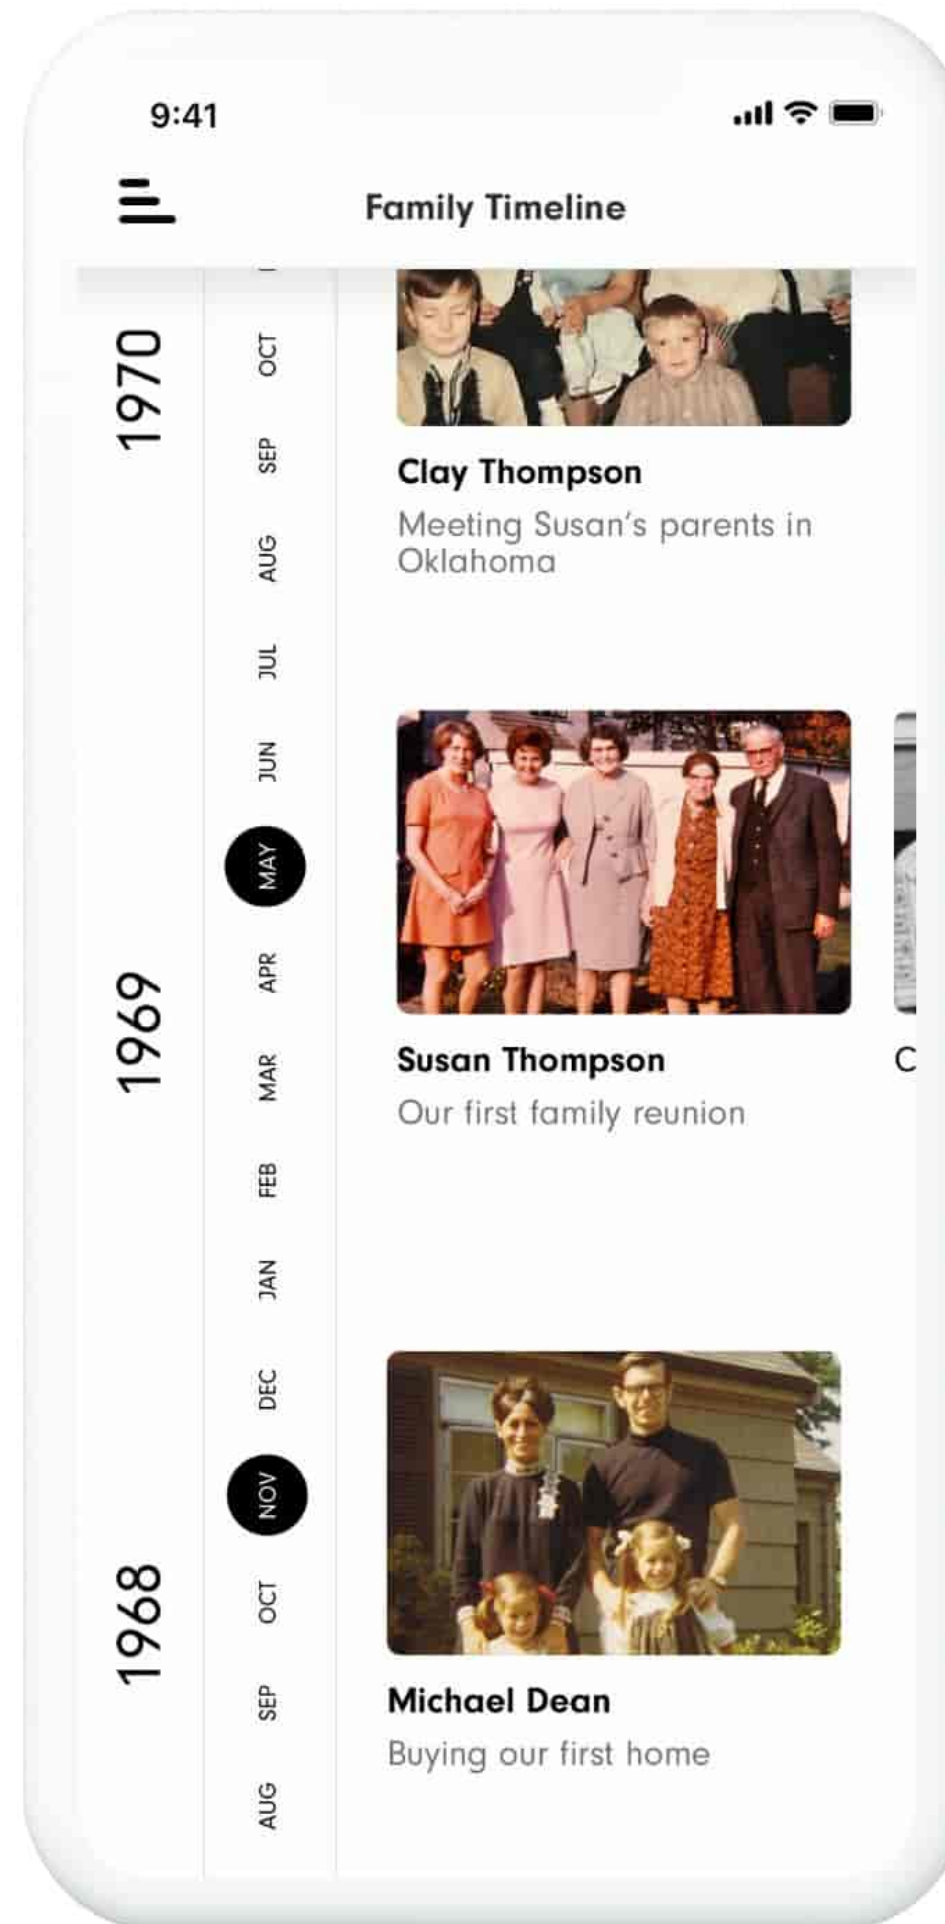 9:41
Family Timeline
1970
OCT
SEP
AUG
JUL
JUN
MAY
APR
MAR
FEB
JAN
DEC
NOV
OCT
SEP
AUG
1969
1968
Clay Thompson
Meeting Susan’s parents in
Oklahoma
Susan Thompson
Our first family reunion
C
Michael Dean
Buying our first home